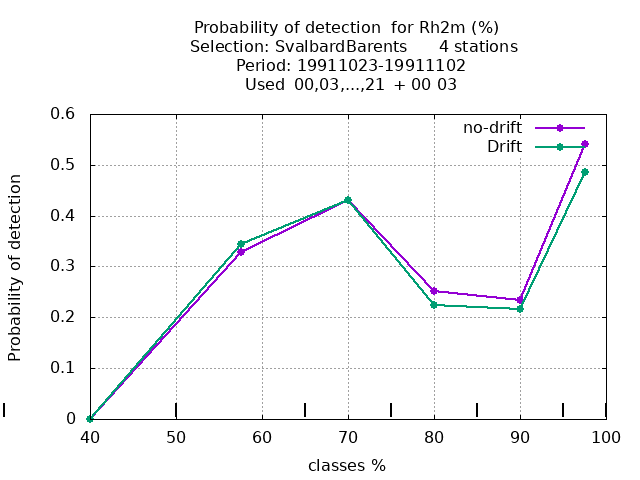 Probability of detection for Rh2m (%)
Selection: SvalbardBarents 4 stations
Period: 19911023-19911102
Used 00,03,...,21 + 00 03
0.6
0.5
0.4
0.3
0.2
0.1
0
Probability of detection
no-drift
Drift
40 50 60 70 80 90 100
classes %